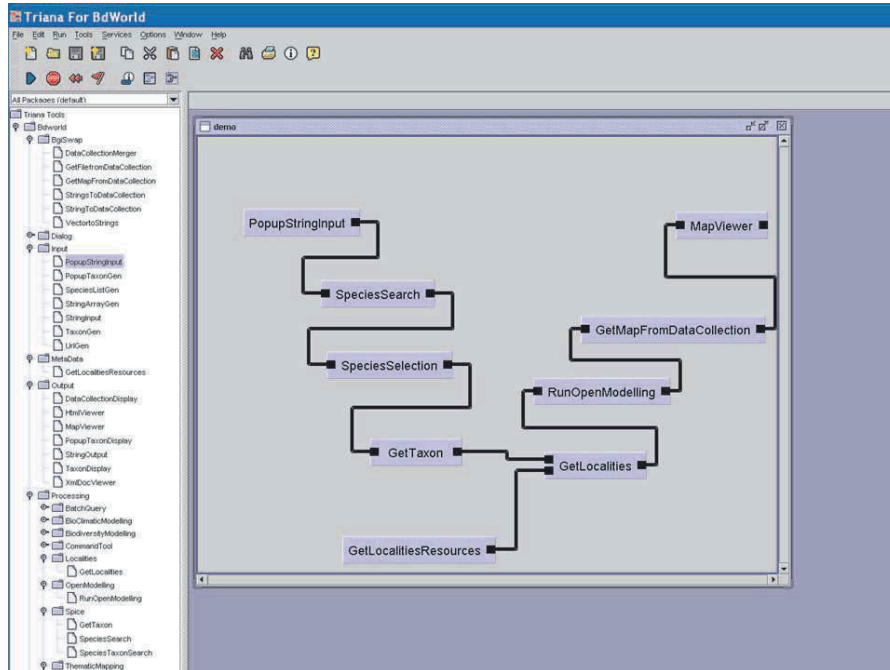 Triana For BdWorld
File Edit Run Tools Services Options Window Help
All Packages (default)
Triana Tools
Bdworld
BgiSwap
DataCollectionMerger
GetFilefromDataCollection
GetMapFromDataCollection
StringsToDataCollection
StringToDataCollection
VectortoStrings
Dialog
Input
PopupStringInput
PopupTaxonGen
SpeciesListGen
StringArrayGen
StringInput
TaxonGen
UrlGen
MetaData
GetLocalitiesResources
Output
DataCollectionDisplay
HtmlViewer
MapViewer
PopupTaxonDisplay
StringOutput
TaxonDisplay
XmlDocViewer
Processing
BatchQuery
BioClimaticModelling
BiodiversityModelling
CommandTool
Localities
GetLocalities
OpenModelling
RunOpenModelling
Spice
GetTaxon
SpeciesSearch
SpeciesTaxonSearch
ThematicMapping
demo
PopupStringInput
MapViewer
SpeciesSearch
GetMapFromDataCollection
SpeciesSelection
RunOpenModelling
GetTaxon
GetLocalities
GetLocalitiesResources